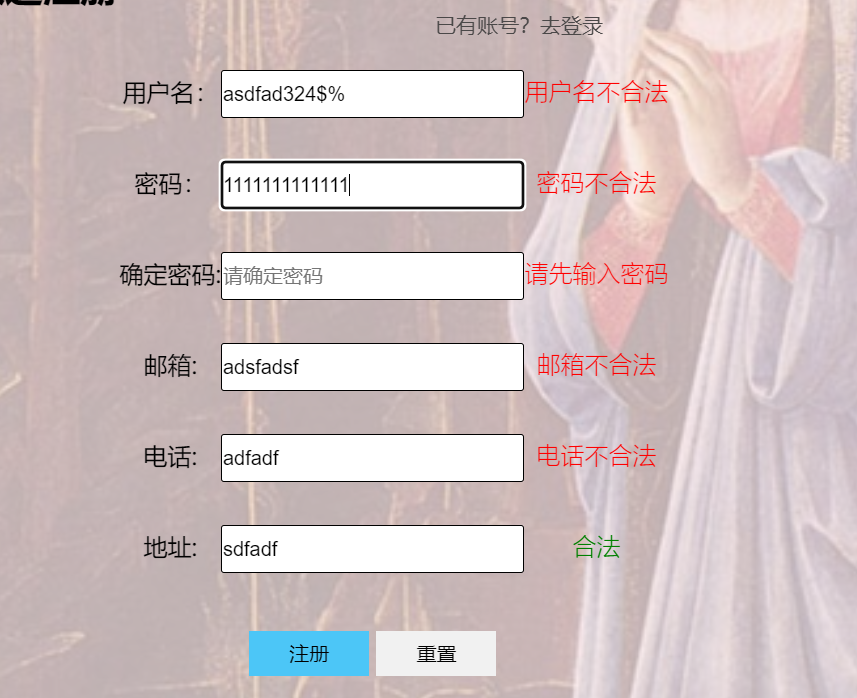 已有账号？去登录
用户名： asdfad324$% 用户名不合法
密码： 1111111111111 密码不合法
确定密码: 请确定密码 请先输入密码
邮箱: adsfadsf 邮箱不合法
电话: adfadf 电话不合法
地址: sdfadf 合法
注册 重置